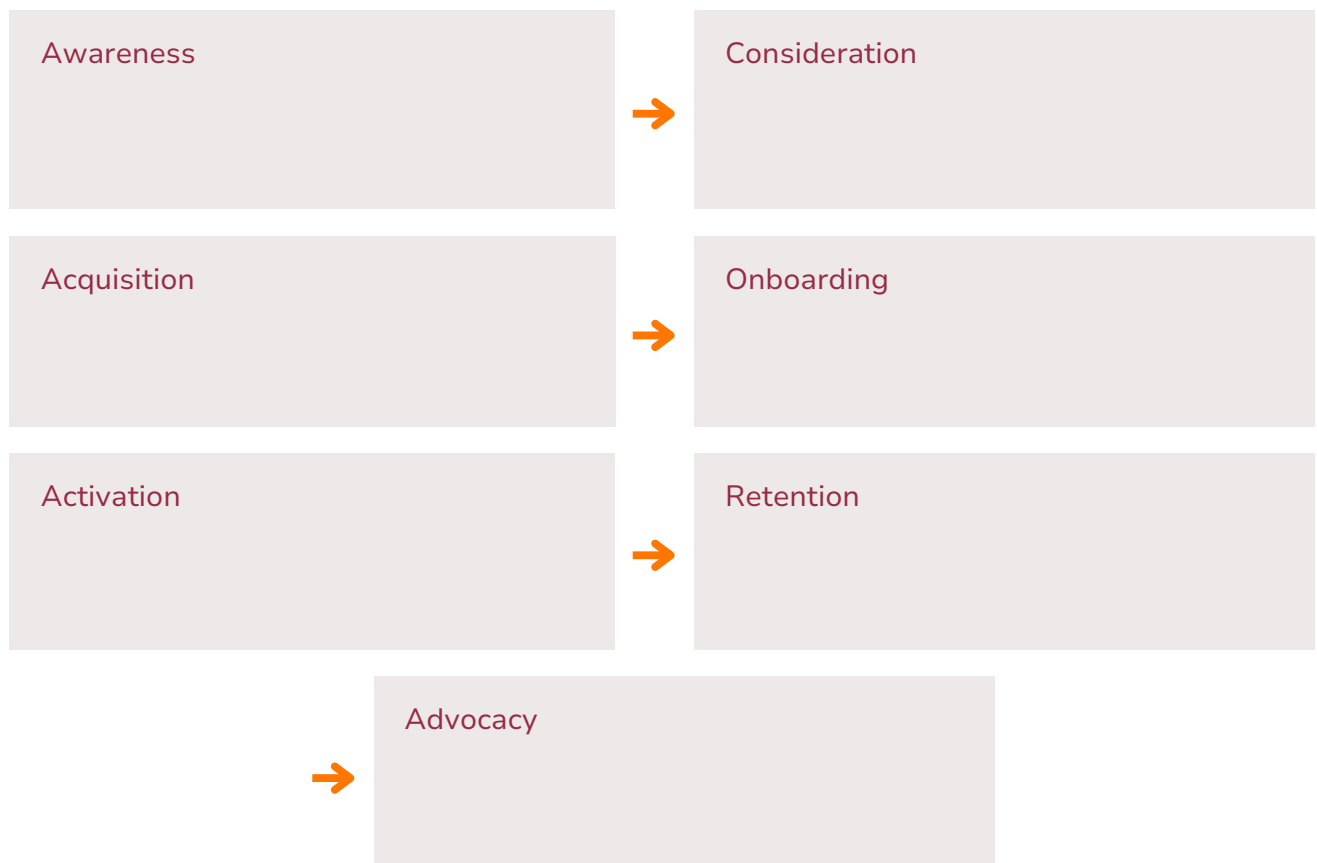 Awareness
Consideration
Acquisition
Onboarding
Activation
Retention
Advocacy